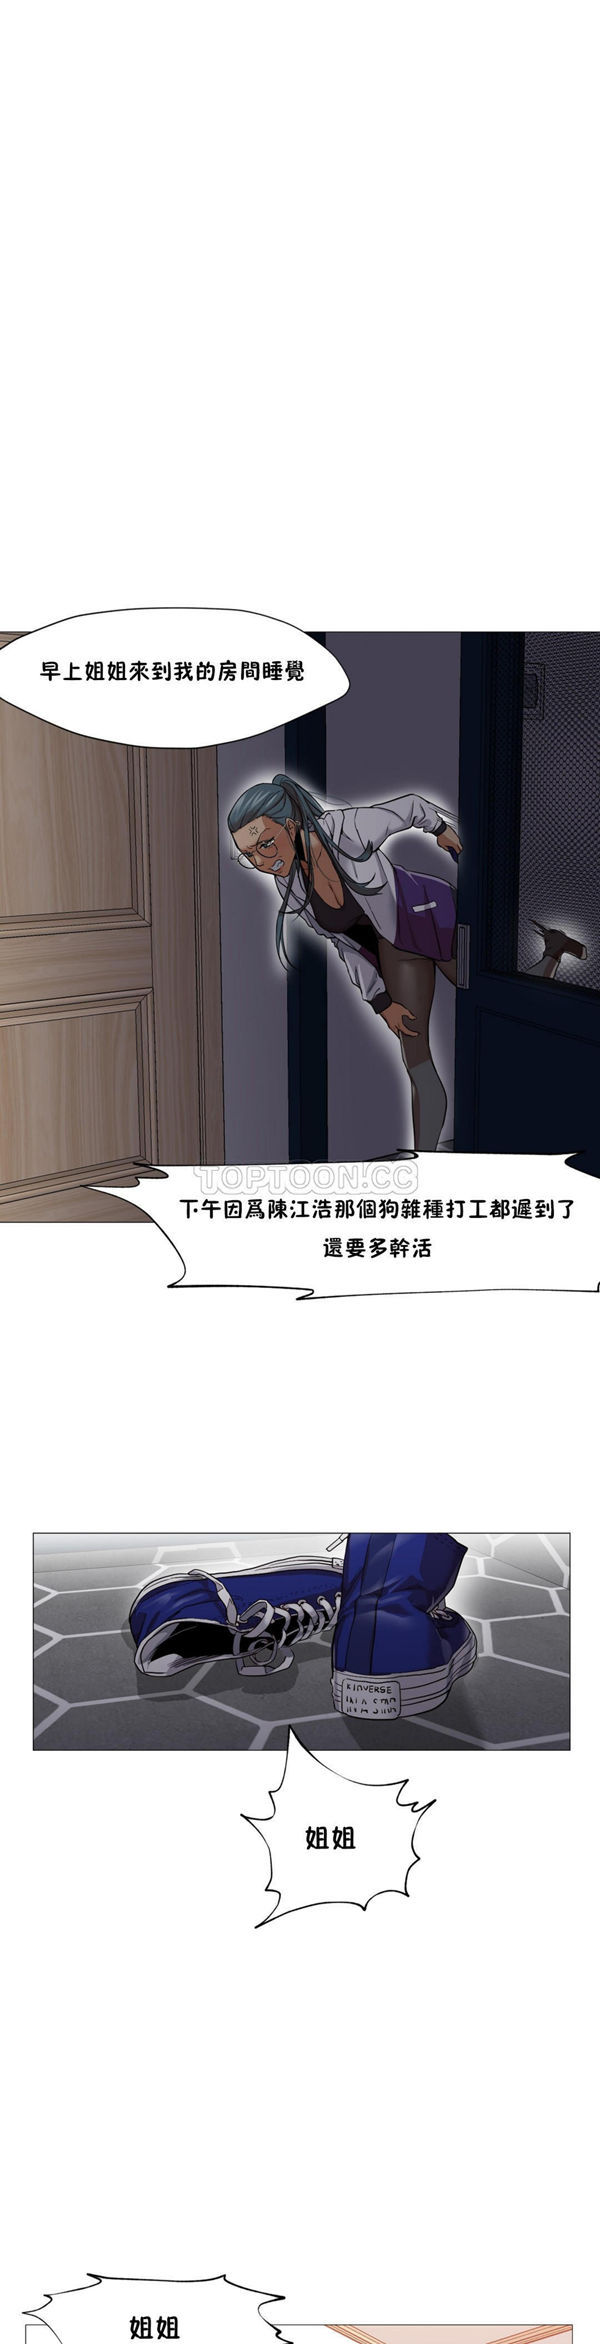 早上姐姐來到我的房間睡覺
TOPTOON.CC
下午因爲陳江浩那個狗雜種打工都遲到了
還要多幹活
KINVERSE
姐姐
姐姐